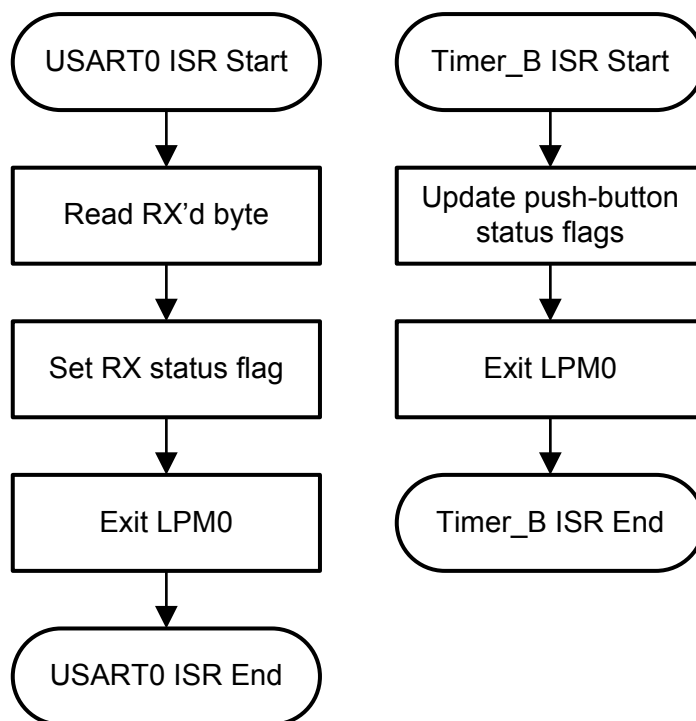 USART0 ISR Start
Read RX’d byte
Set RX status flag
Exit LPM0
USART0 ISR End
Timer_B ISR Start
Update push-button
status flags
Exit LPM0
Timer_B ISR End